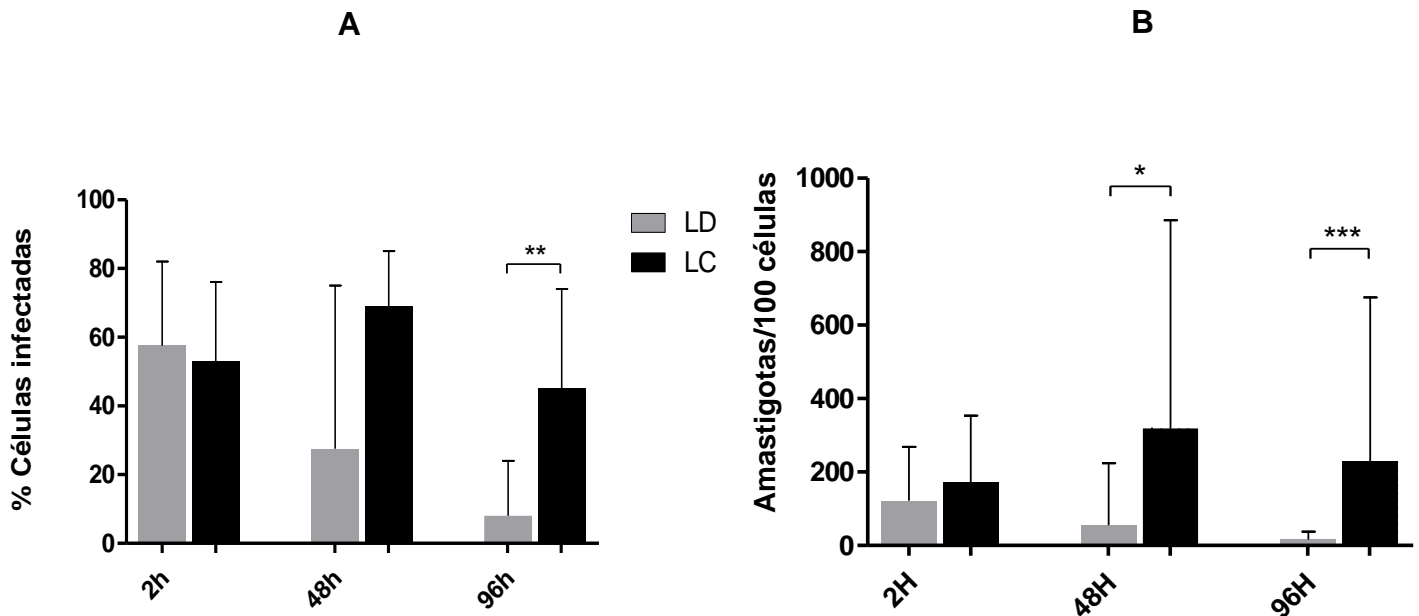 A
% Células infectadas
100
80
60
40
20
0
**
2h
48h
96h
LD
LC
B
Amastigotas/100 células
1000
800
600
400
200
0
*
***
2H
48H
96H